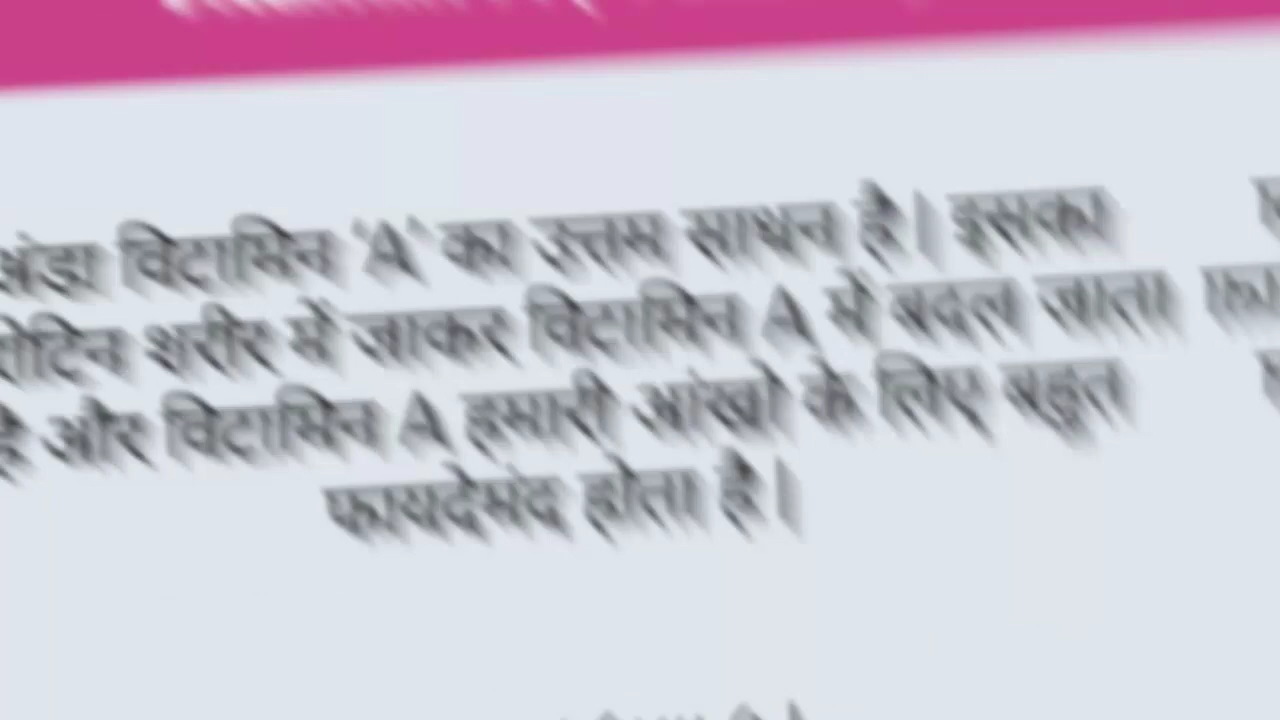 अंडा विटामिन 'A' का उत्तम साधन है। इसका
शरीर में जाकर विटामिन A में बदल जाता
है और विटामिन A हमारी आंखों के लिए बहुत
फायदेमंद होता है।